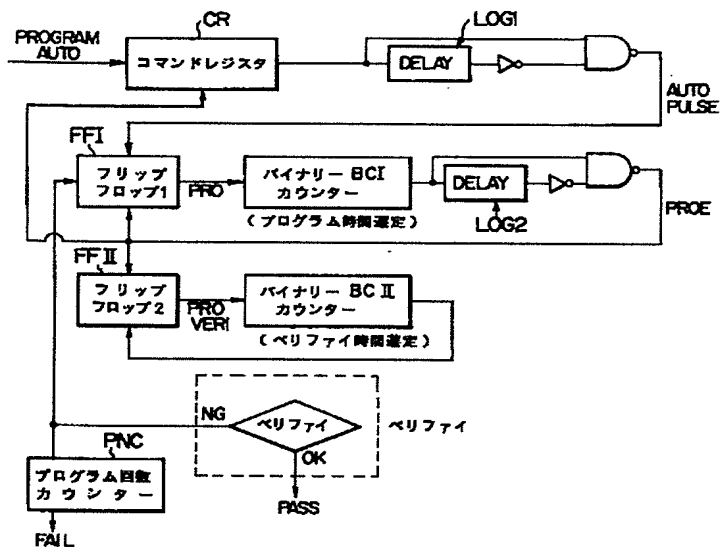 CR
LOG1
PROGRAM
AUTO
コマンドレジスタ
DELAY
AUTO
PULSE
FFI
フリップ
フロップ1
PRO
バイナリー BCI
カウンター
DELAY
PROE
(プログラム時間選定)
LOG2
FFII
フリップ
フロップ2
PRO
VERI
バイナリー BCII
カウンター
(ベリファイ時間選定)
NG
ベリファイ
ベリファイ
OK
PNC
プログラム回数
カウンター
PASS
FAIL